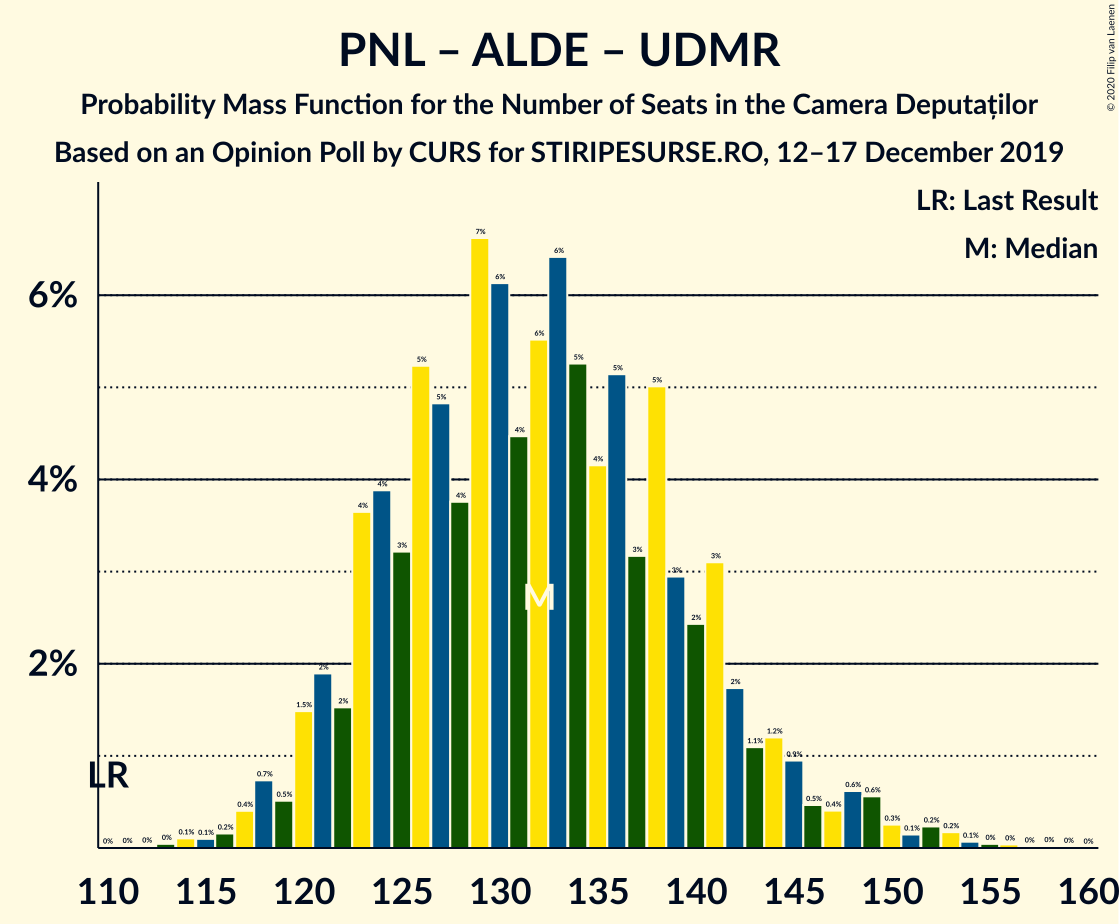 PNL – ALDE – UDMR
Probability Mass Function for the Number of Seats in the Camera Deputaților
Based on an Opinion Poll by CURS for STIRIPESURSE.RO, 12–17 December 2019
© 2020 Filip van Laenen
LR: Last Result
M: Median
6%
4%
2%
LR
M
0% 0% 0% 0% 0.1% 0.1% 0.2% 0.4% 0.7% 0.5% 1.5% 2% 2% 4% 4% 3% 5% 5% 4% 7% 6% 4% 6% 6% 5% 4% 5% 3% 5% 3% 2% 3% 2% 1.1% 1.2% 0.9% 0.5% 0.4% 0.6% 0.6% 0.3% 0.1% 0.2% 0.2% 0.1% 0% 0% 0% 0% 0% 0%
110 115 120 125 130 135 140 145 150 155 160